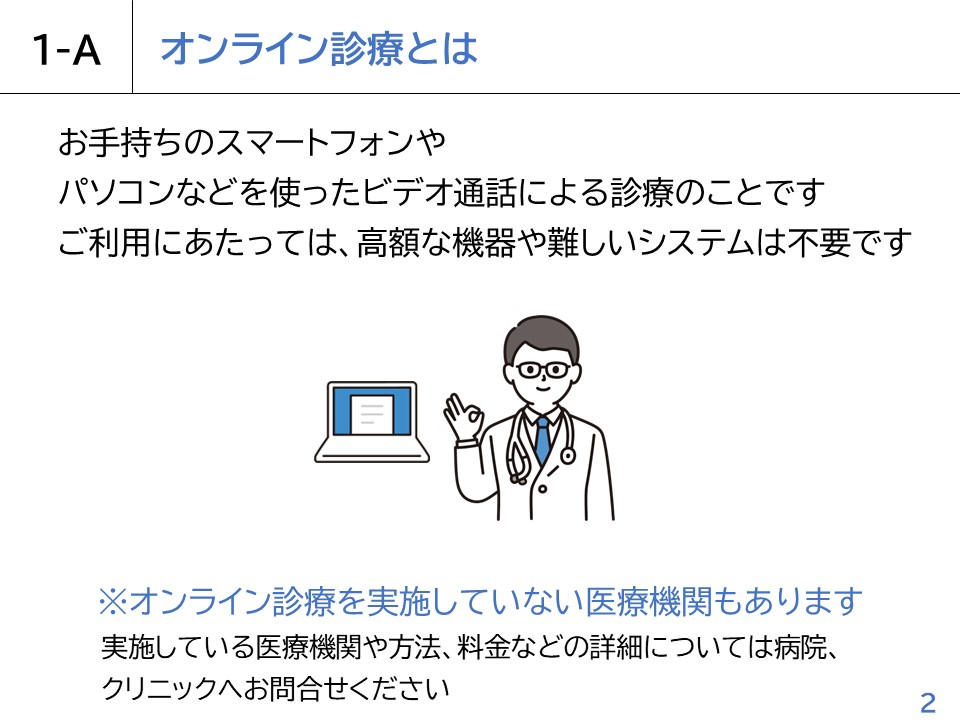 1-A
オンライン診療とは
お手持ちのスマートフォンや
パソコンなどを使ったビデオ通話による診療のことです
ご利用にあたっては、高額な機器や難しいシステムは不要です
※オンライン診療を実施していない医療機関もあります
実施している医療機関や方法、料金などの詳細については病院、
クリニックへお問合せください
2